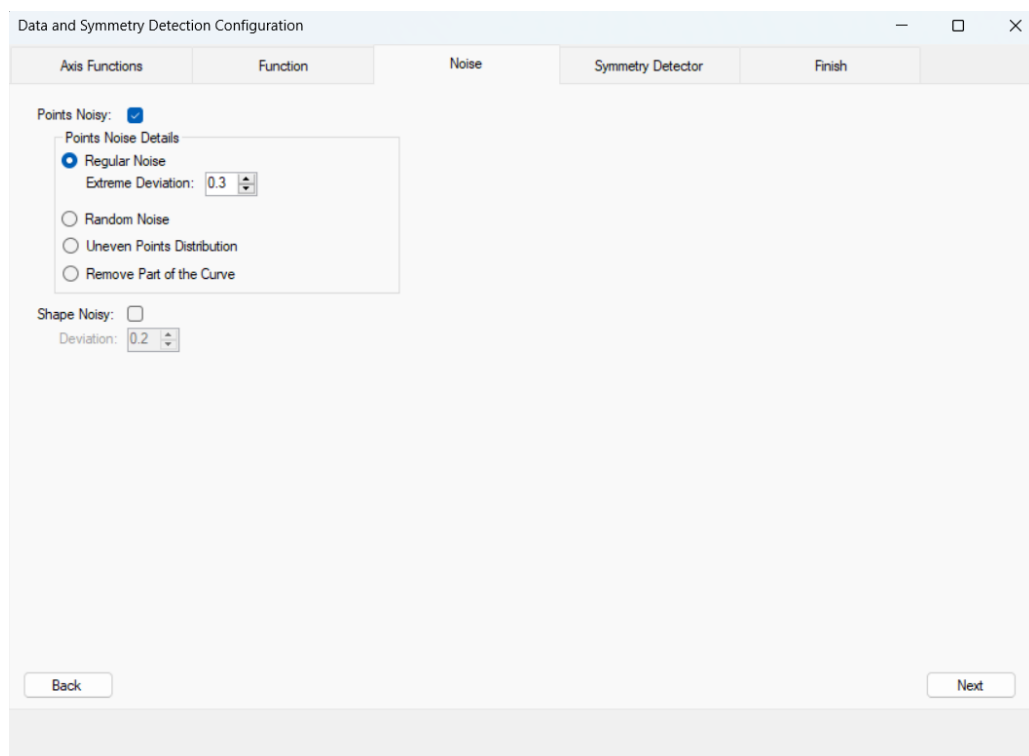 Data and Symmetry Detection Configuration
Axis Functions Function Noise Symmetry Detector Finish
Points Noisy:
Points Noise Details
Regular Noise
Extreme Deviation: 0.3
Random Noise
Uneven Points Distribution
Remove Part of the Curve
Shape Noisy:
Deviation: 0.2
Back Next